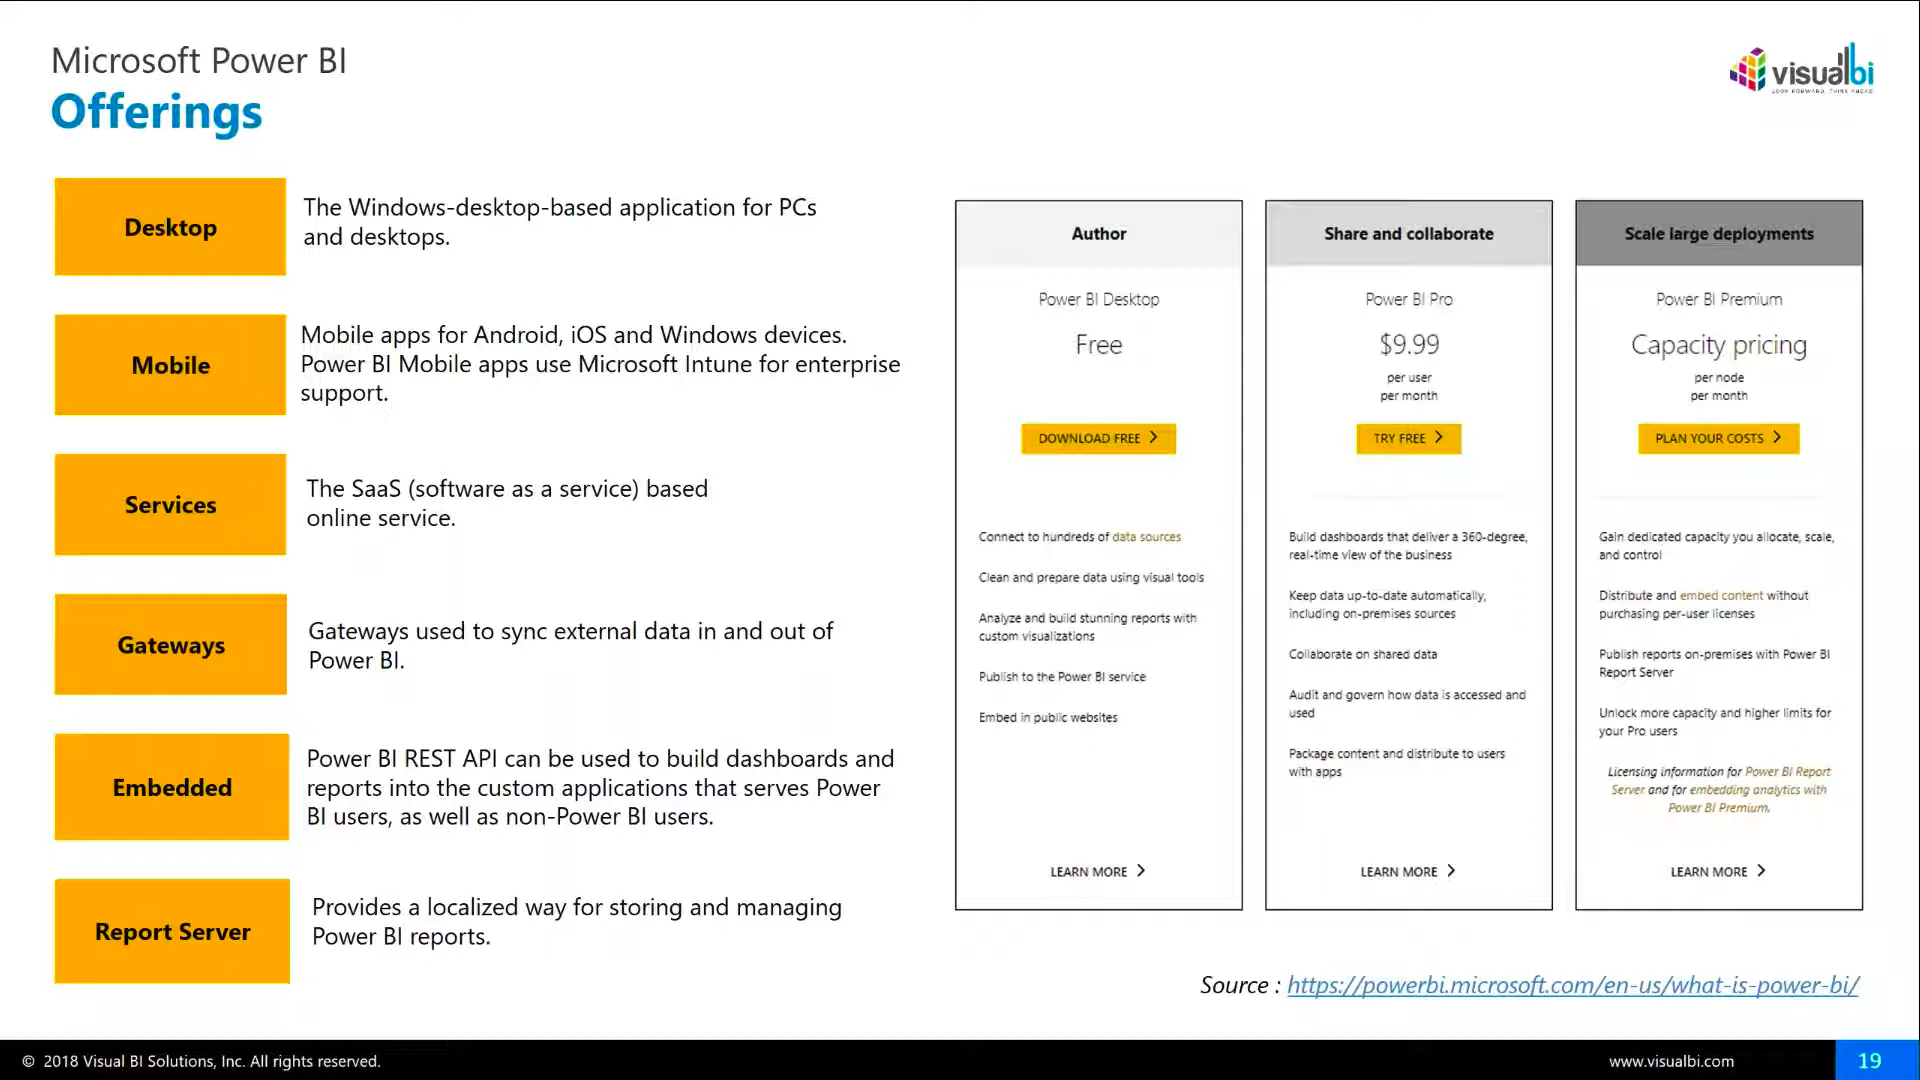 Microsoft Power BI
Offerings
visualbi
LOOK FORWARD. THINK AHEAD.
Desktop
The Windows-desktop-based application for PCs
and desktops.
Mobile
Mobile apps for Android, iOS and Windows devices.
Power BI Mobile apps use Microsoft Intune for enterprise
support.
Services
The SaaS (software as a service) based
online service.
Gateways
Gateways used to sync external data in and out of
Power BI.
Embedded
Power BI REST API can be used to build dashboards and
reports into the custom applications that serves Power
BI users, as well as non-Power BI users.
Report Server
Provides a localized way for storing and managing
Power BI reports.
Author
Power BI Desktop
Free
DOWNLOAD FREE >
Connect to hundreds of data sources
Clean and prepare data using visual tools
Analyze and build stunning reports with
custom visualizations
Publish to the Power BI service
Embed in public websites
LEARN MORE >
Share and collaborate
Power BI Pro
$9.99
per user
per month
TRY FREE >
Build dashboards that deliver a 360-degree,
real-time view of the business
Keep data up-to-date automatically,
including on-premises sources
Collaborate on shared data
Audit and govern how data is accessed and
used
Package content and distribute to users
with apps
LEARN MORE >
Scale large deployments
Power BI Premium
Capacity pricing
per node
per month
PLAN YOUR COSTS >
Gain dedicated capacity you allocate, scale,
and control
Distribute and embed content without
purchasing per-user licenses
Publish reports on-premises with Power BI
Report Server
Unlock more capacity and higher limits for
your Pro users
Licensing information for Power BI Report
Server and for embedding analytics with
Power BI Premium.
LEARN MORE >
Source : https://powerbi.microsoft.com/en-us/what-is-power-bi/
© 2018 Visual BI Solutions, Inc. All rights reserved.
www.visualbi.com
19